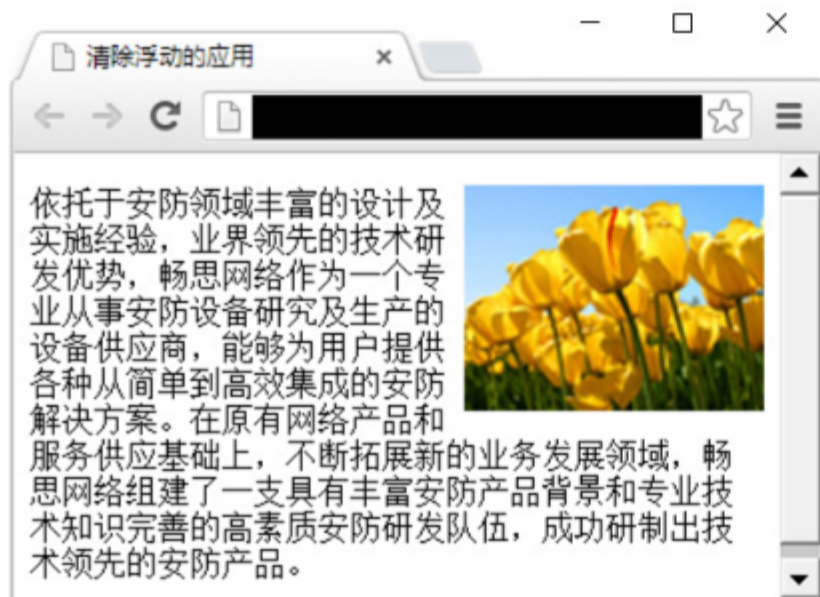 清除浮动的应用
依托于安防领域丰富的设计及
实施经验，业界领先的技术研
发优势，畅思网络作为一个专
业从事安防设备研究及生产的
设备供应商，能够为用户提供
各种从简单到高效集成的安防
解决方案。在原有网络产品和
服务供应基础上，不断拓展新的业务发展领域，畅
思网络组建了一支具有丰富安防产品背景和专业技
术知识完善的高素质安防研发队伍，成功研制出技
术领先的安防产品。